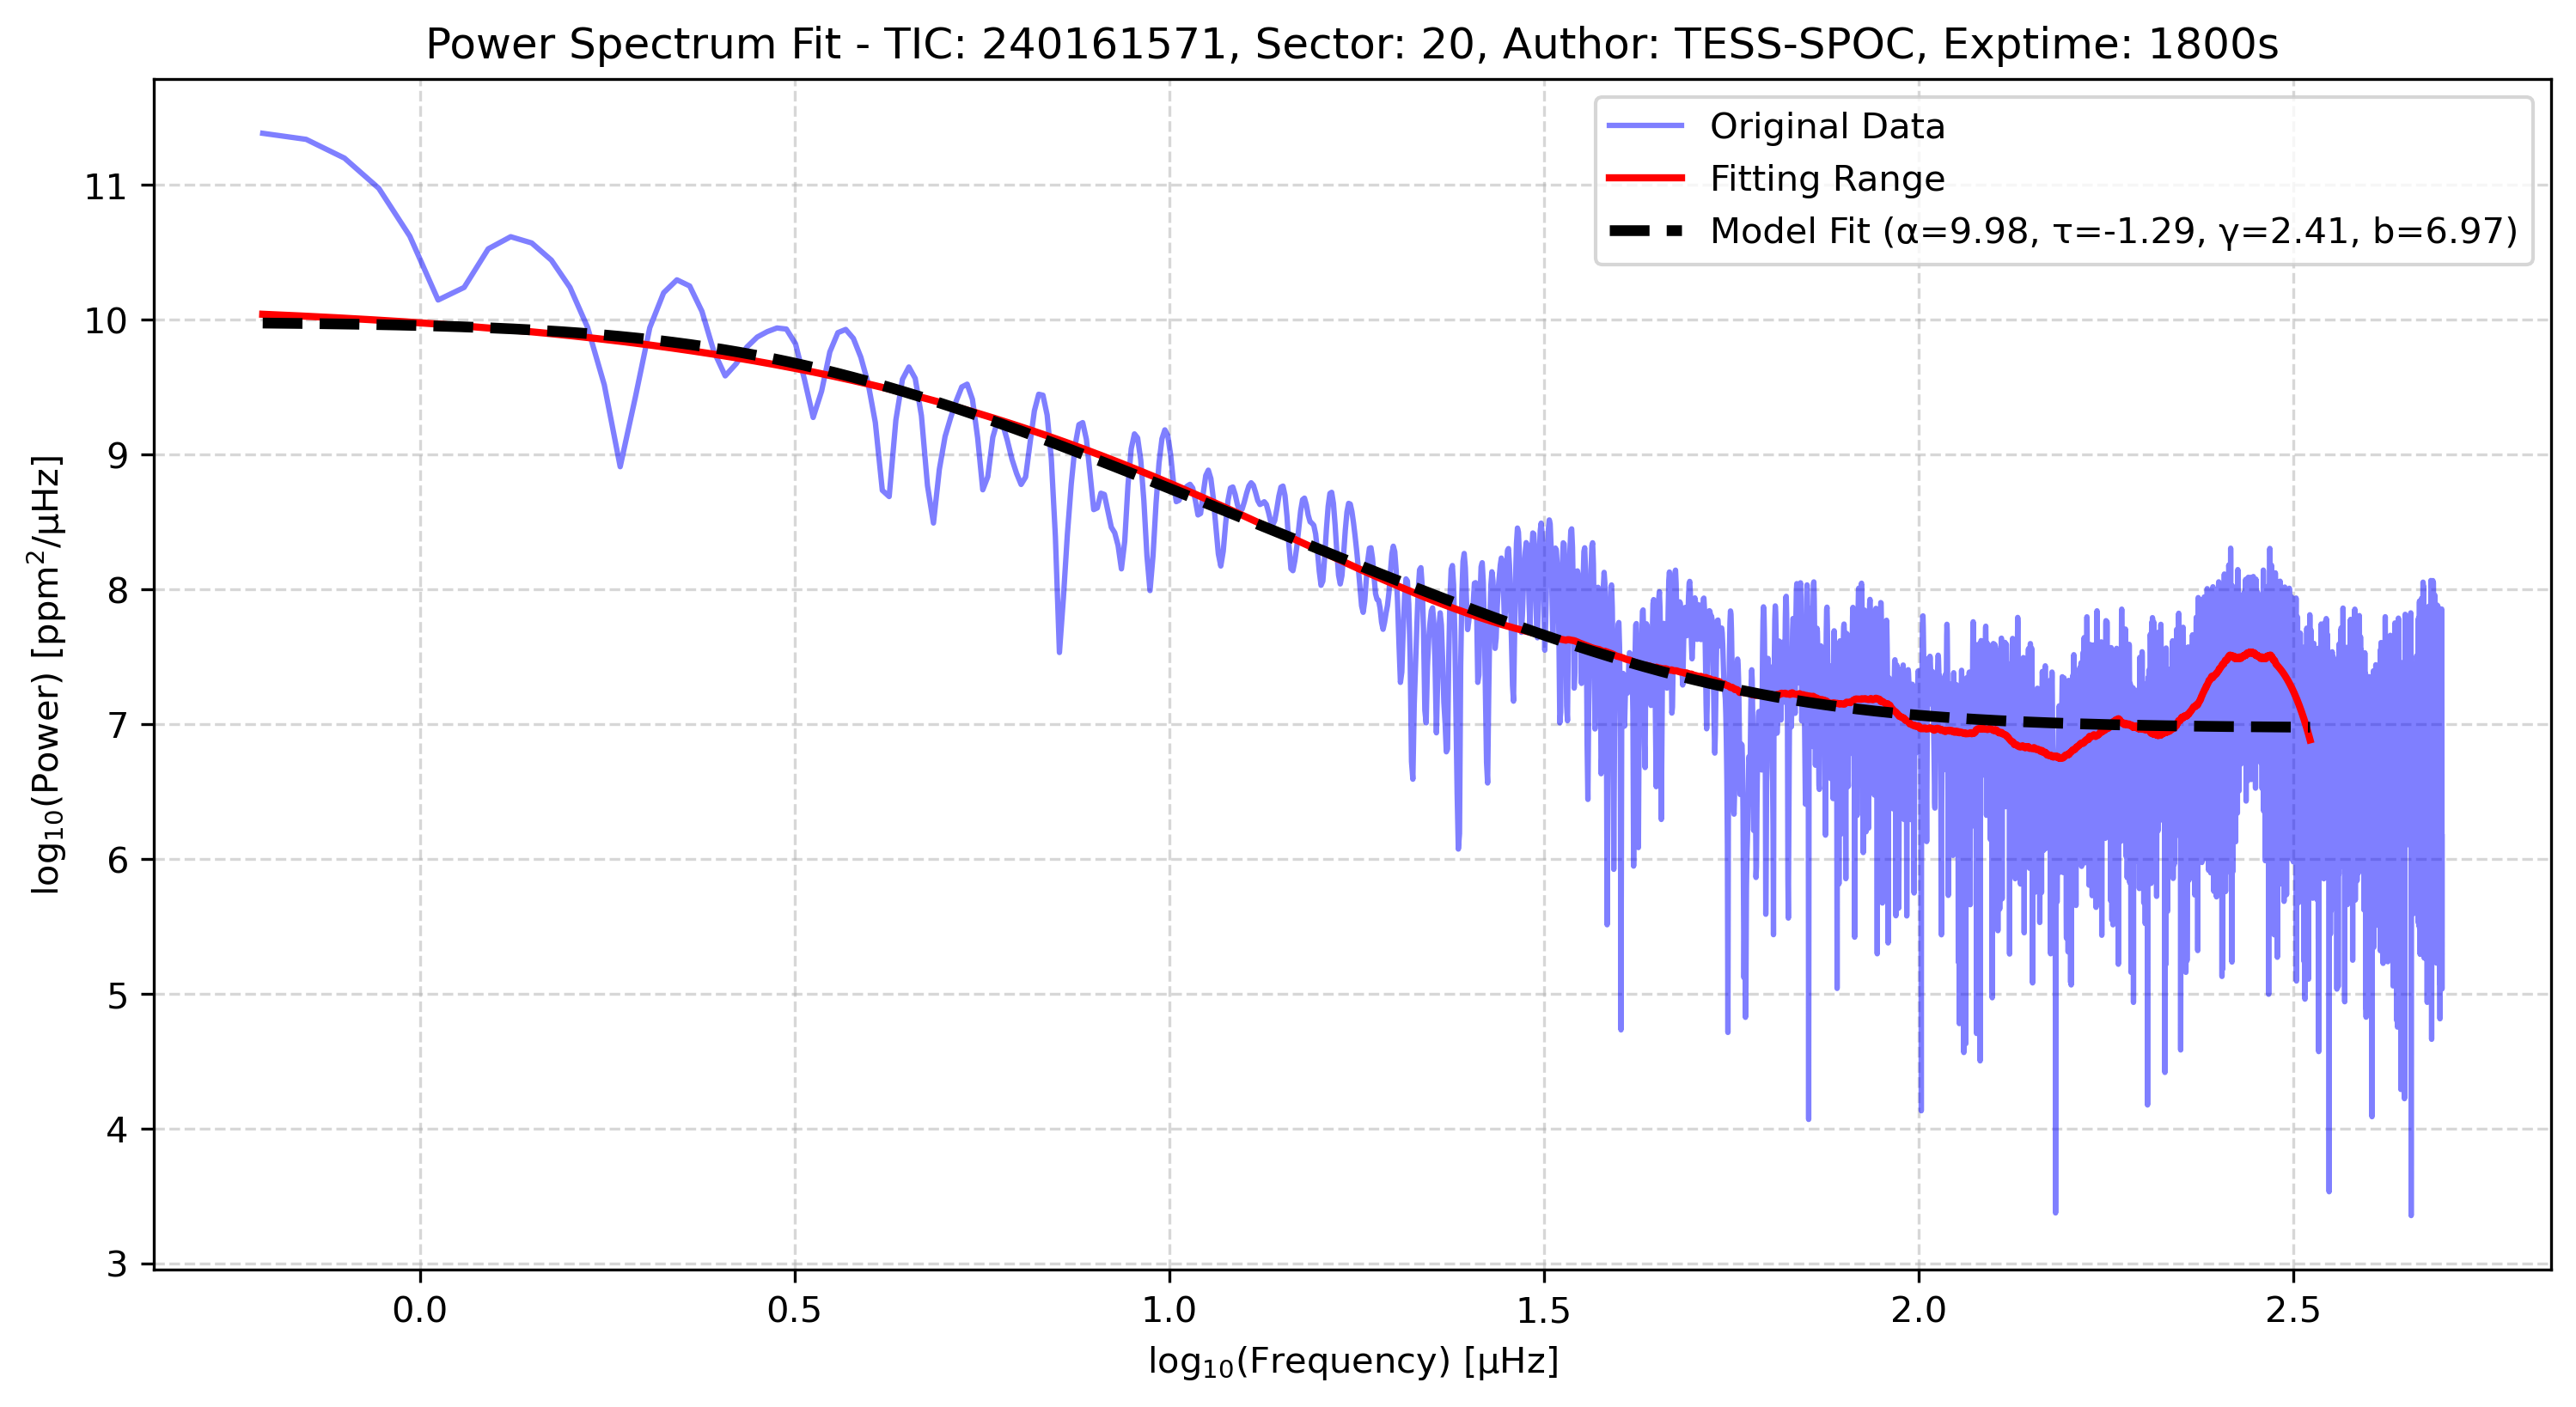 Power Spectrum Fit - TIC: 240161571, Sector: 20, Author: TESS-SPOC, Exptime: 1800s
Original Data
Fitting Range
Model Fit (α=9.98, τ=-1.29, γ=2.41, b=6.97)
log₁₀(Power) [ppm²/μHz]
11
10
9
8
7
6
5
4
3
0.0 0.5 1.0 1.5 2.0 2.5
log₁₀(Frequency) [μHz]